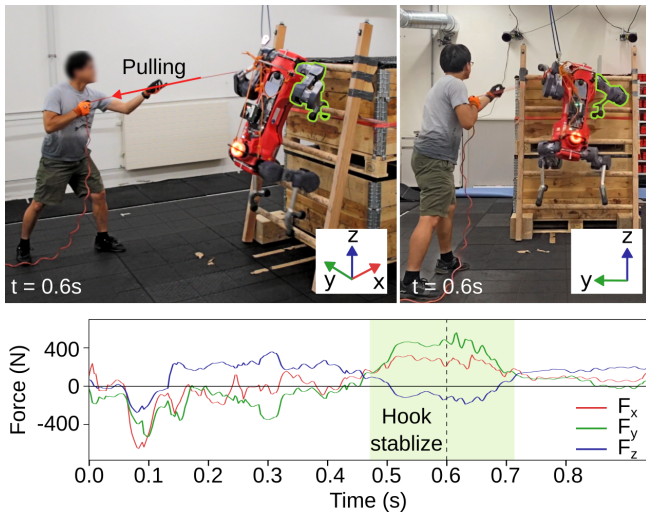 Pulling
t = 0.6s
z
y
x
t = 0.6s
z
y
Force (N)
400
0
-400
Hook
stablize
Fx
Fy
Fz
0.0 0.1 0.2 0.3 0.4 0.5 0.6 0.7 0.8
Time (s)